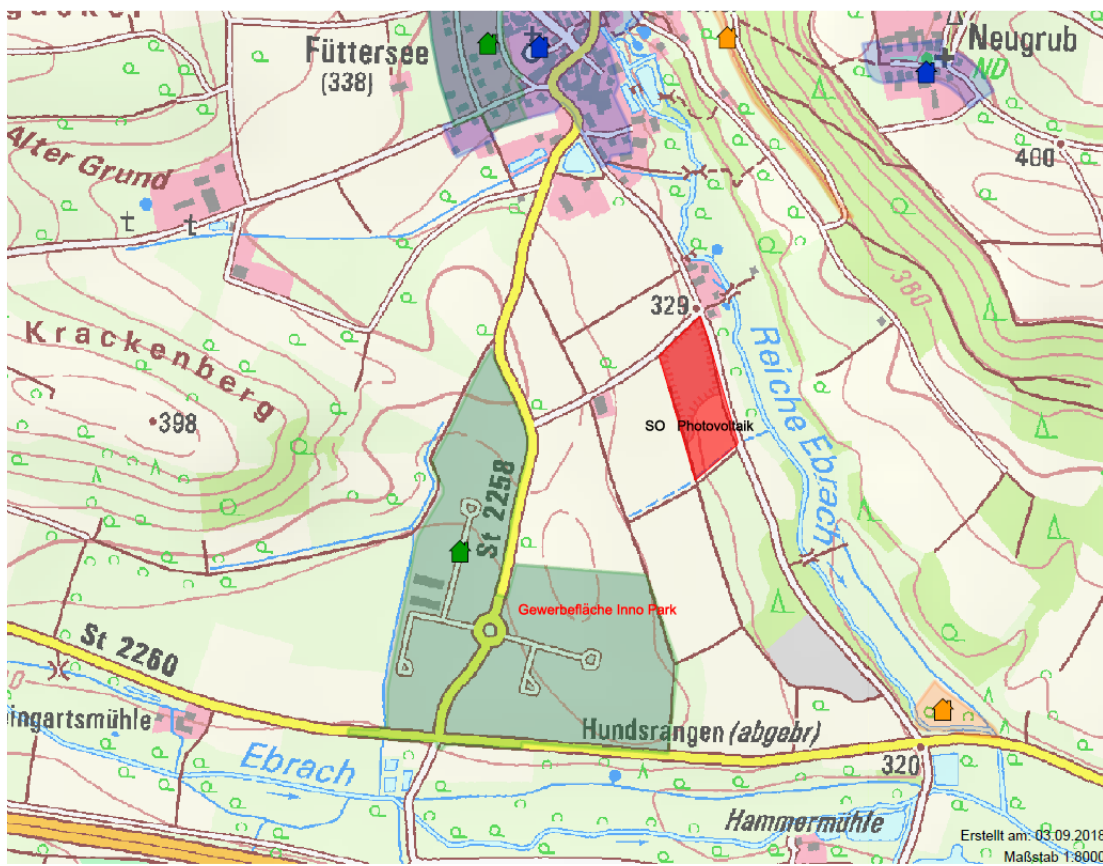 Füttersee
(338)
Neugrub
ND
Alter Grund
400
380
329
Krackenberg
398
Reiche Ebrach
SO Photovoltaik
St 2258
Gewerbefläche Inno Park
St 2260
ingartsmühle
Hundsrangen (abgebr)
Ebrach
320
Hammermühle
Erstellt am: 03.09.2018
Maßstab 1:8000